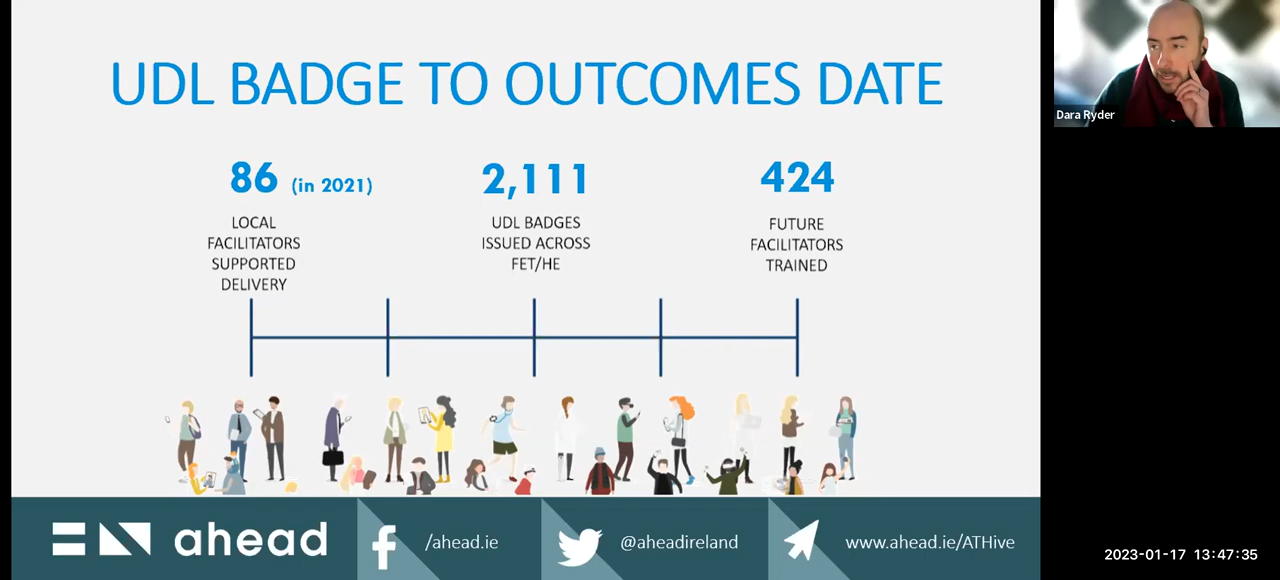 UDL BADGE TO OUTCOMES DATE
86 (in 2021)
LOCAL
FACILITATORS
SUPPORTED
DELIVERY
2,111
UDL BADGES
ISSUED ACROSS
FET/HE
424
FUTURE
FACILITATORS
TRAINED
ahead
/ahead.ie
@aheadireland
www.ahead.ie/ATHive
Dara Ryder
2023-01-17 13:47:35